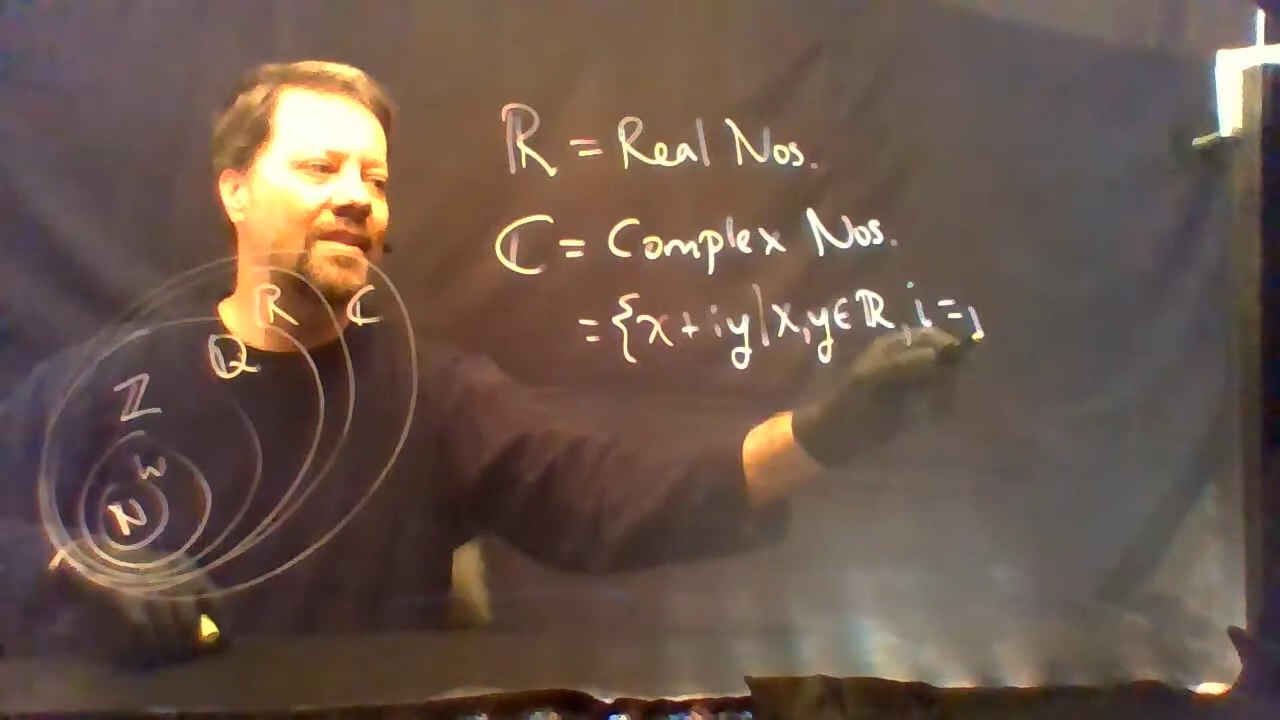 ℝ = Real Nos.
ℂ = Complex Nos.
= {x + iy | x, y ∈ ℝ, i =
ℝ ℂ
ℚ
ℤ
W
ℕ